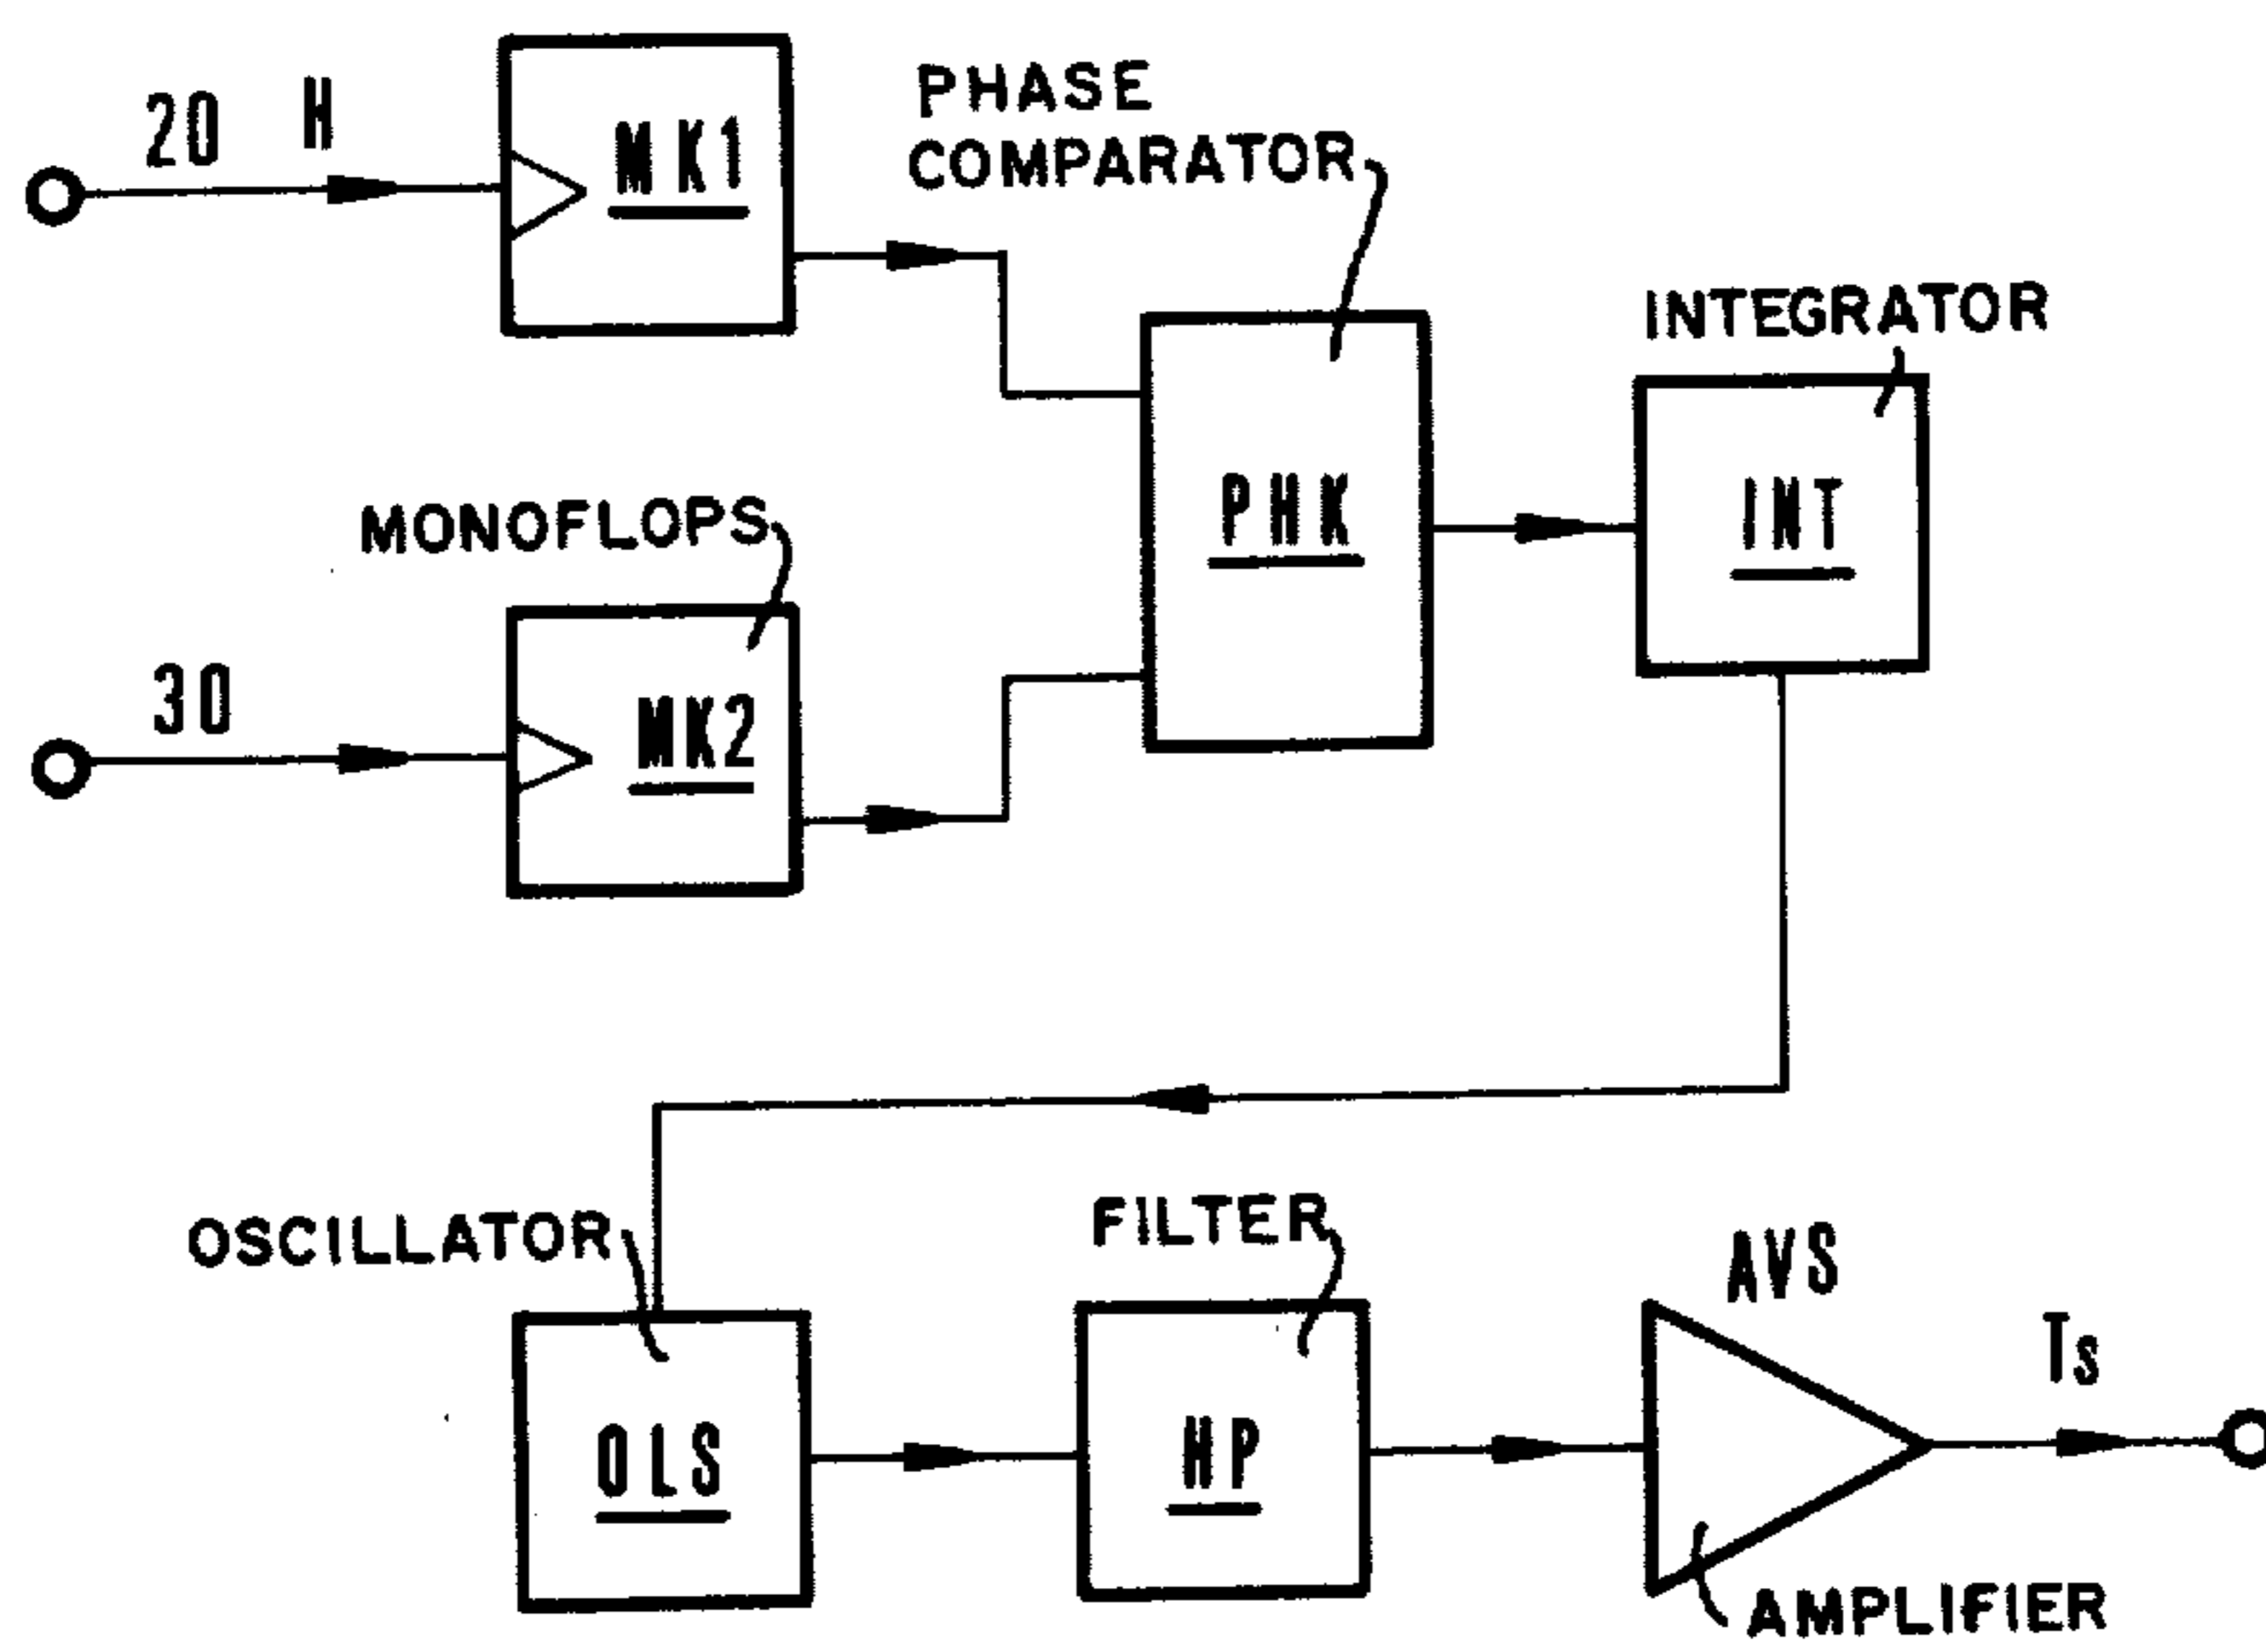 20 H
MK1
PHASE
COMPARATOR
INTEGRATOR
MONOFLOPS
PHK
INT
30
MK2
OSCILLATOR
FILTER
AVS
Ts
OLS
HP
AMPLIFIER